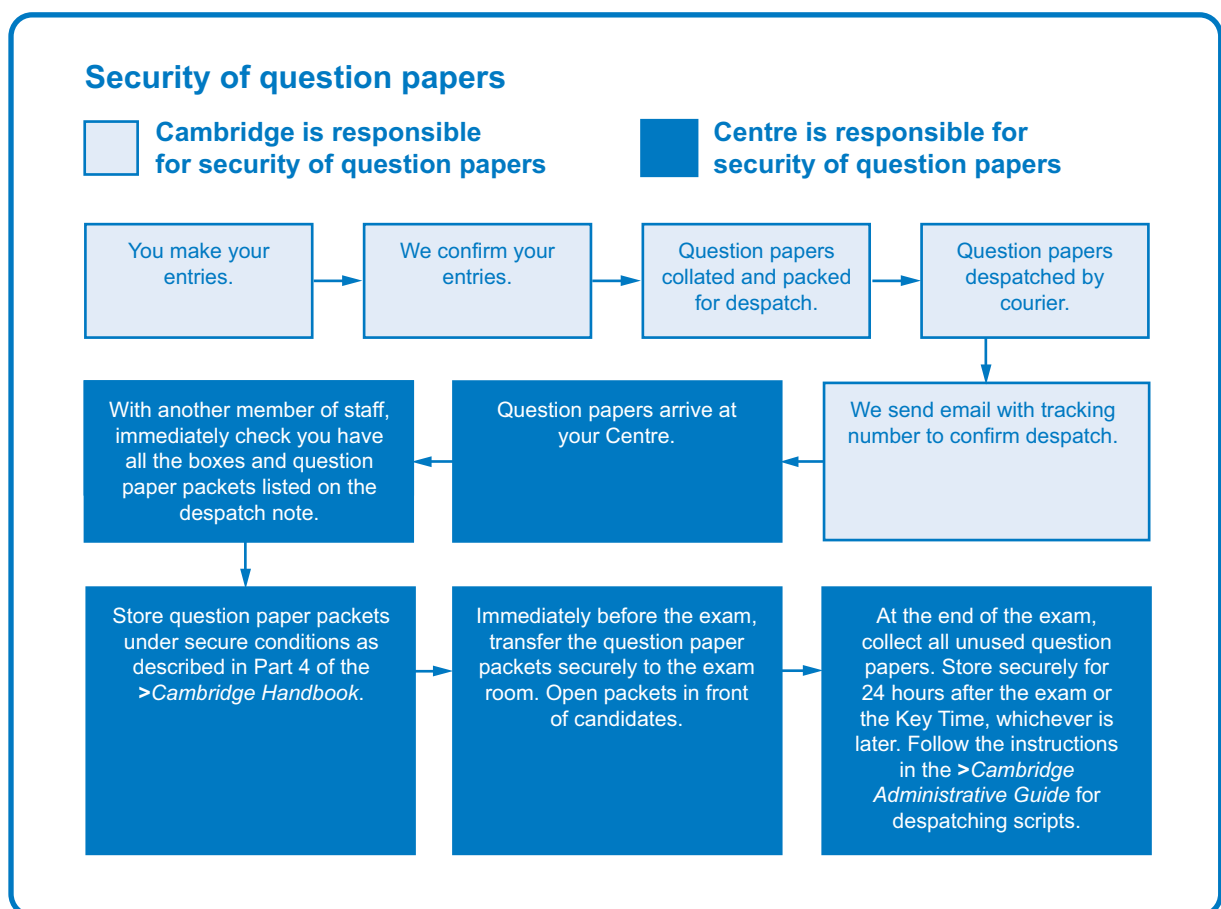 Security of question papers
Cambridge is responsible
for security of question papers
Centre is responsible for
security of question papers
You make your
entries.
We confirm your
entries.
Question papers
collated and packed
for despatch.
Question papers
despatched by
courier.
We send email with tracking
number to confirm despatch.
Question papers arrive at
your Centre.
With another member of staff,
immediately check you have
all the boxes and question
paper packets listed on the
despatch note.
Store question paper packets
under secure conditions as
described in Part 4 of the
>Cambridge Handbook.
Immediately before the exam,
transfer the question paper
packets securely to the exam
room. Open packets in front
of candidates.
At the end of the exam,
collect all unused question
papers. Store securely for
24 hours after the exam or
the Key Time, whichever is
later. Follow the instructions
in the >Cambridge
Administrative Guide for
despatching scripts.